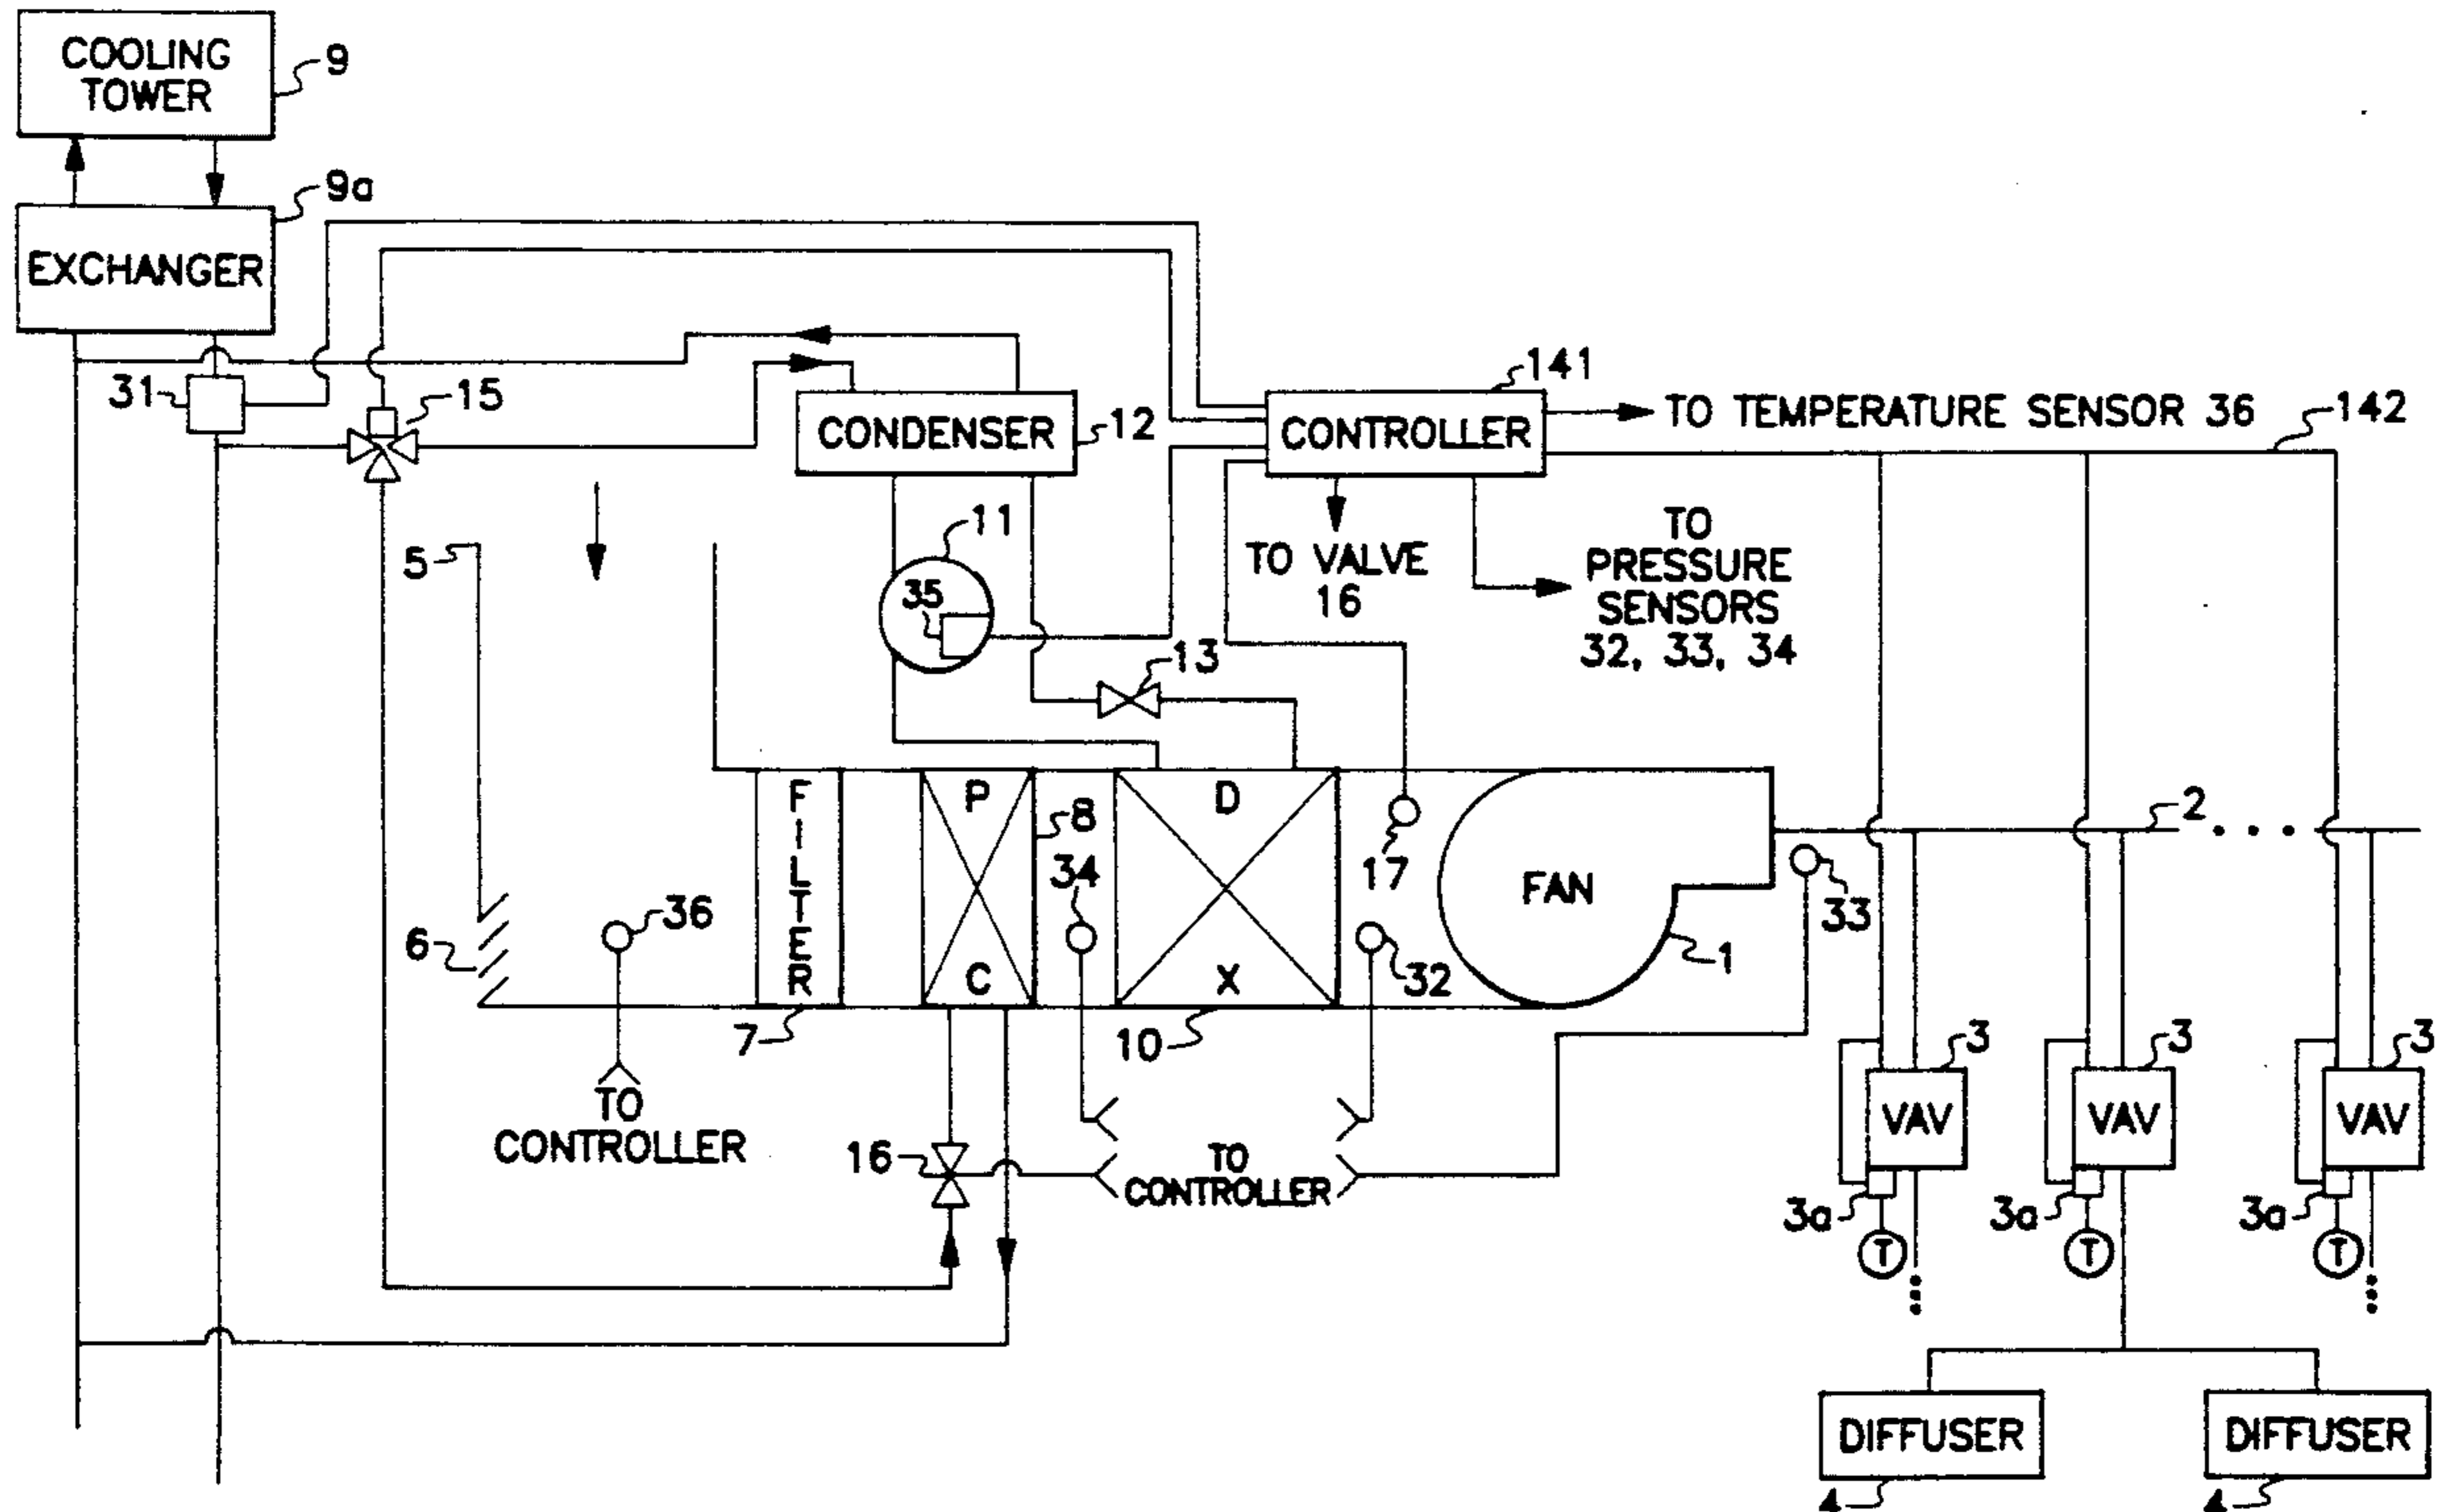 COOLING
TOWER
9
9a
EXCHANGER
31
15
CONDENSER
12
141
CONTROLLER
TO TEMPERATURE SENSOR 36
142
TO VALVE
16
TO
PRESSURE
SENSORS
32, 33, 34
5
11
35
13
6
36
TO
CONTROLLER
FILTER
7
P
C
8
34
D
X
10
17
32
FAN
1
2
33
16
TO
CONTROLLER
3
VAV
3a
T
3
VAV
3a
T
3
VAV
3a
T
DIFFUSER
4
DIFFUSER
4